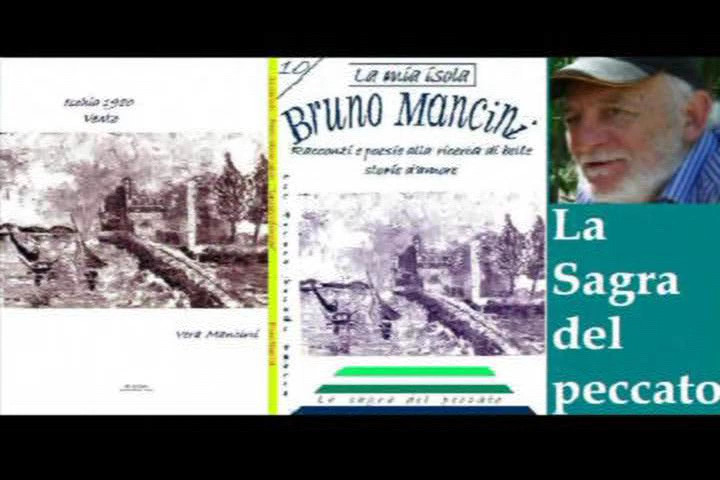 Ischia 1920
Vento
Vera Mancini
10
La mia isola
Bruno Mancini
Racconti e poesie alla ricerca di belle
storie d'amore
La sagra del peccato
La
Sagra
del
peccato